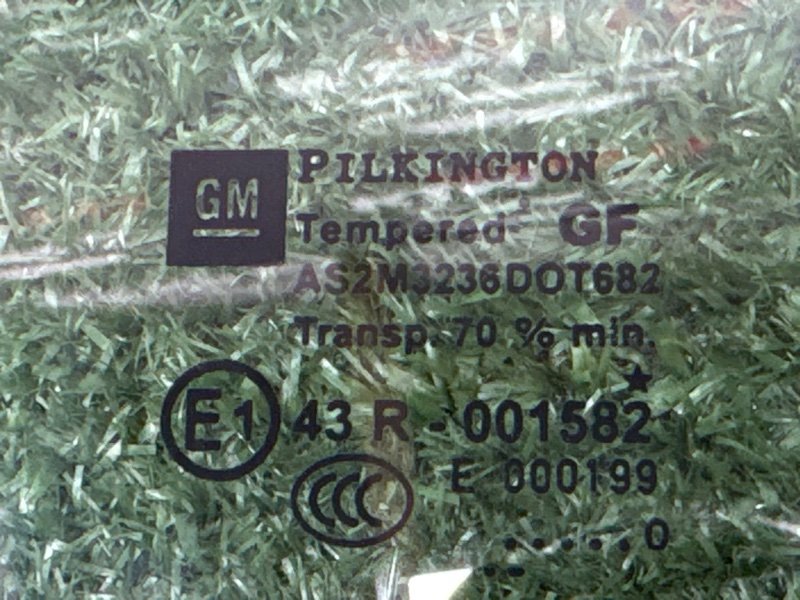 GM PILKINGTON
Tempered GF
AS2M3236DOT682
Transp. 70 % min.
E1 43 R - 001582
CCC E 000199
. . . . . . 0